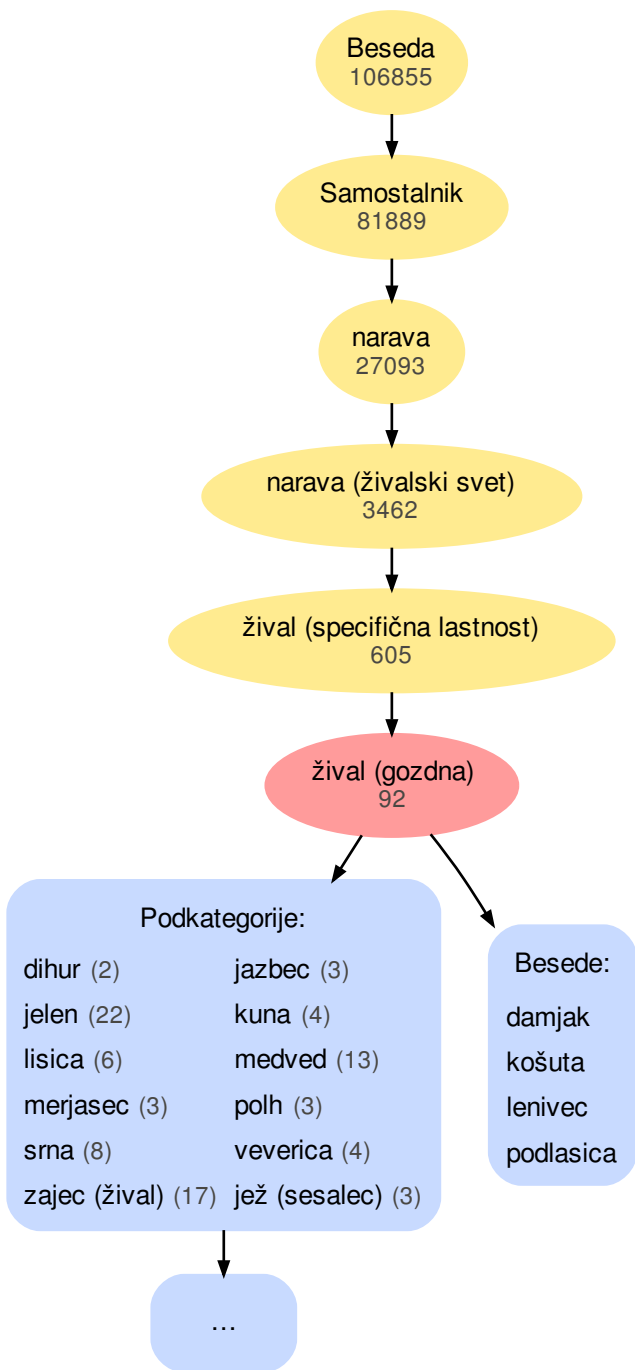 Beseda
106855
Samostalnik
81889
narava
27093
narava (živalski svet)
3462
žival (specifična lastnost)
605
žival (gozdna)
92
Podkategorije:
dihur (2) jazbec (3)
jelen (22) kuna (4)
lisica (6) medved (13)
merjasec (3) polh (3)
srna (8) veverica (4)
zajec (žival) (17) jež (sesalec) (3)
Besede:
damjak
košuta
lenivec
podlasica
...